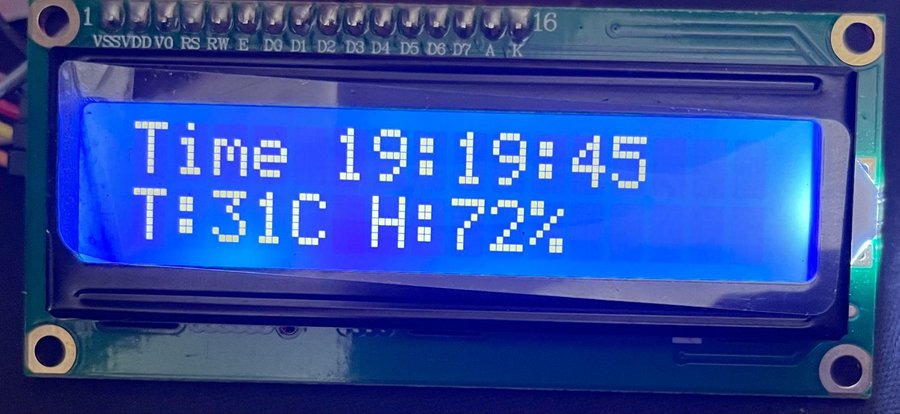 1 16
VSS VDD V0 RS RW E D0 D1 D2 D3 D4 D5 D6 D7 A K
Time 19:19:45
T:31C H:72%